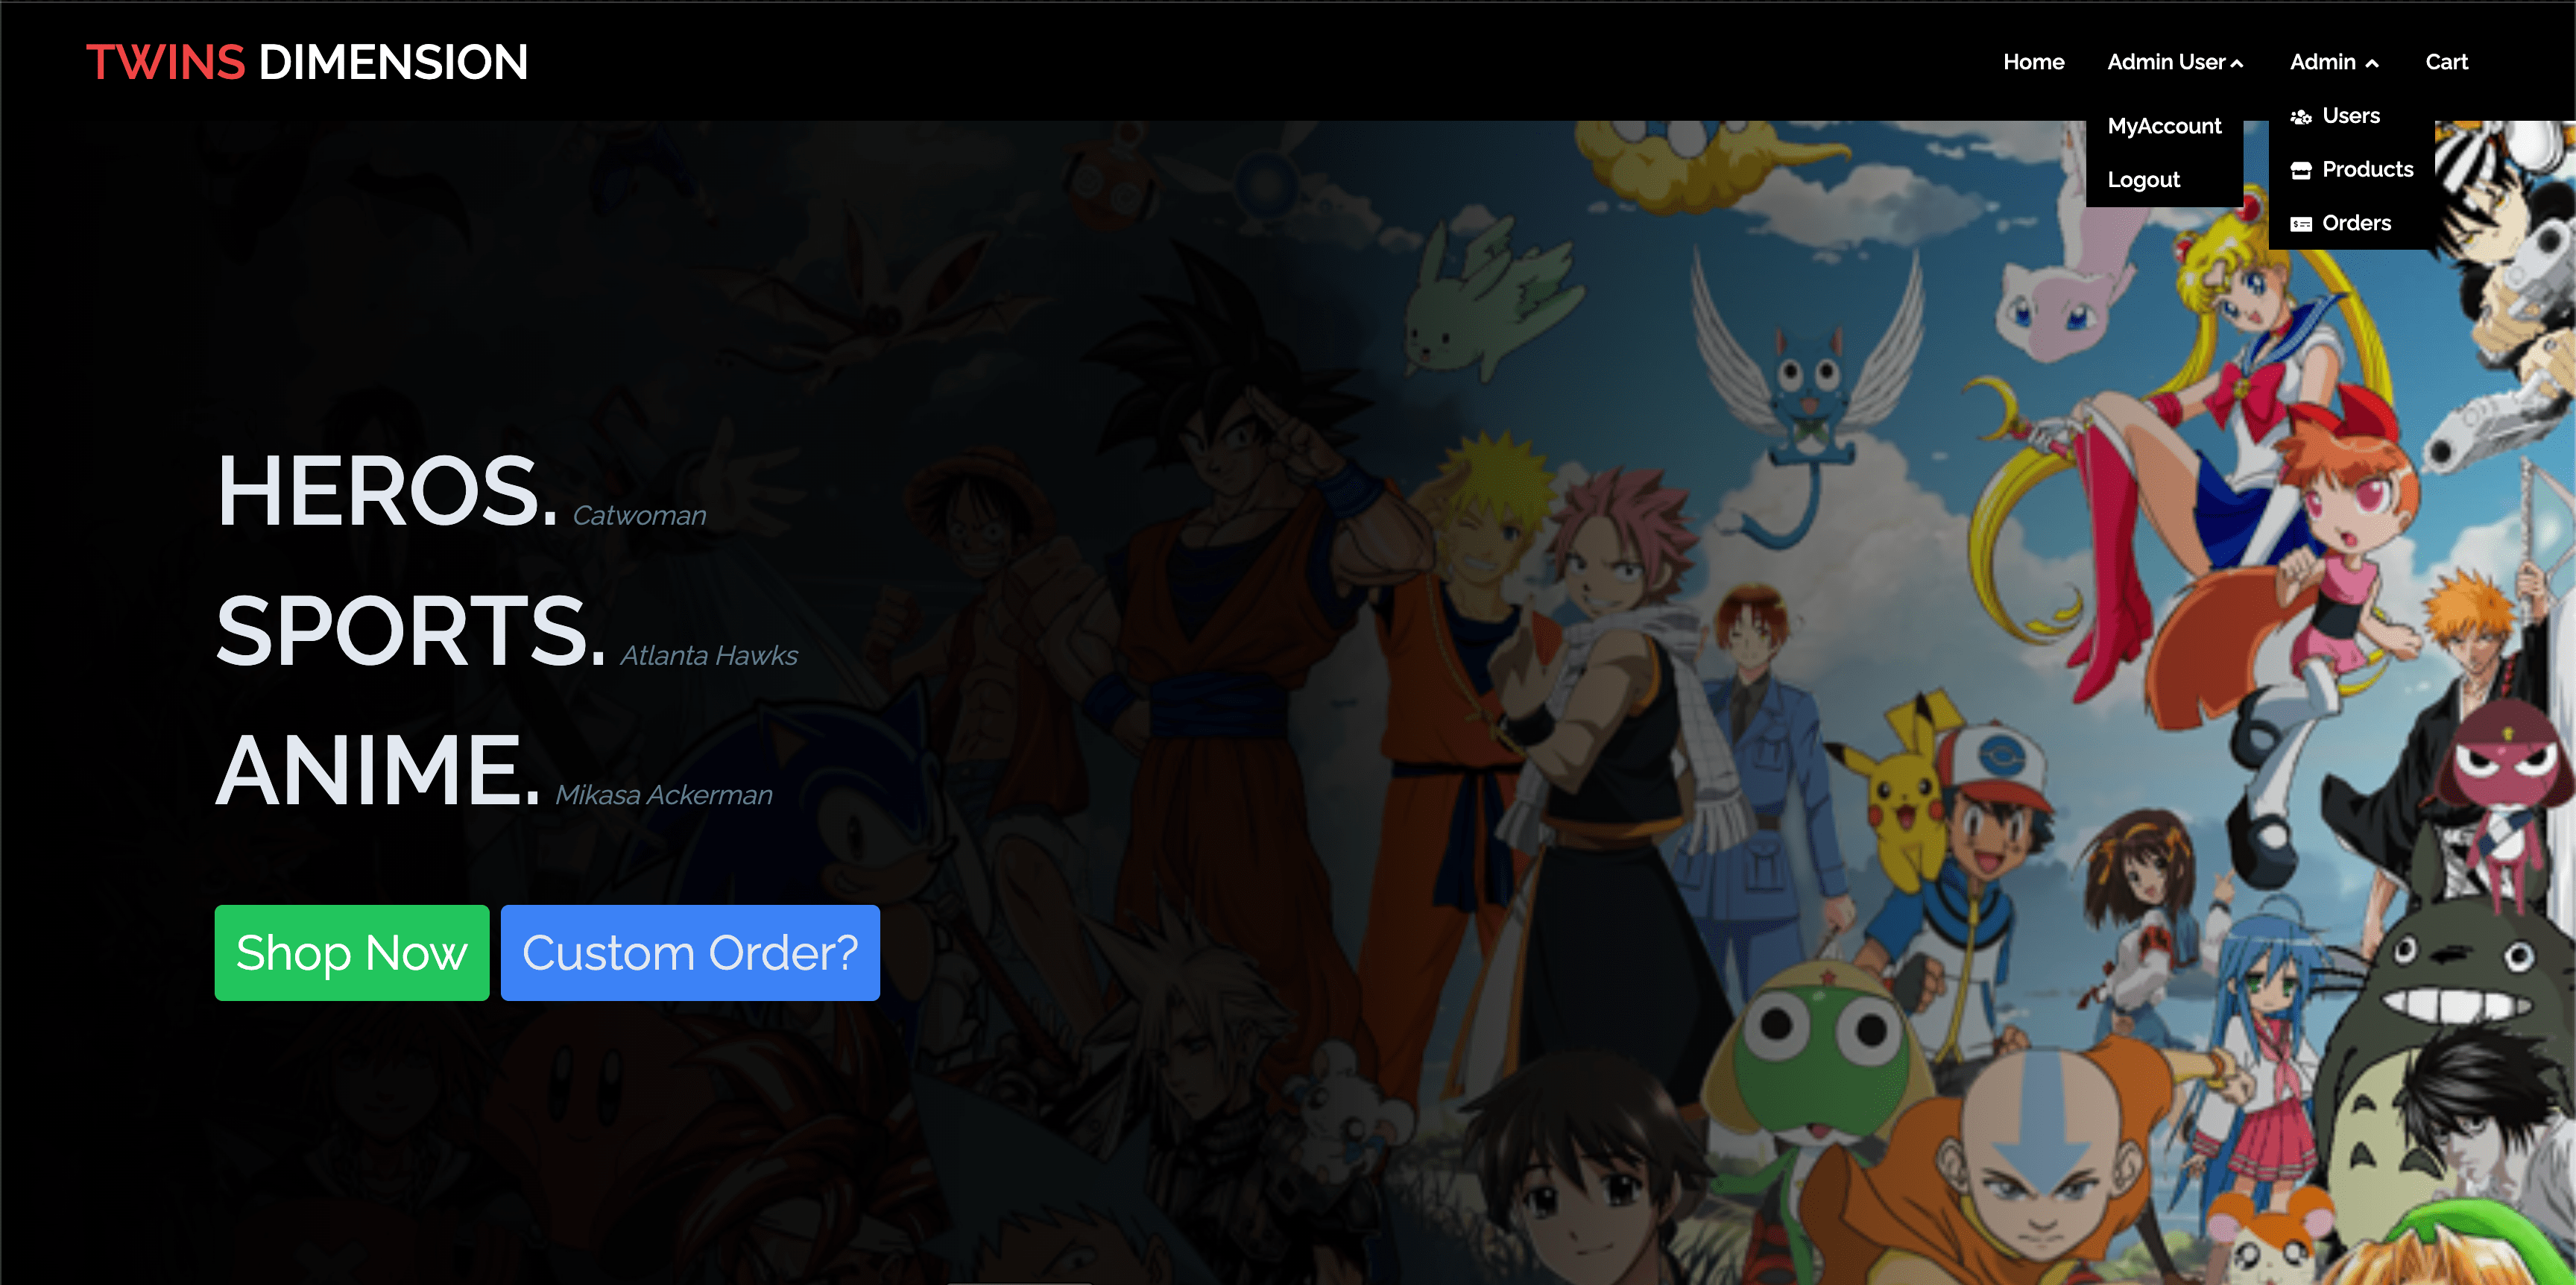 TWINS DIMENSION
Home
Admin User
Admin
Cart
MyAccount
Logout
Users
Products
Orders
HEROS. Catwoman
SPORTS. Atlanta Hawks
ANIME. Mikasa Ackerman
Shop Now
Custom Order?